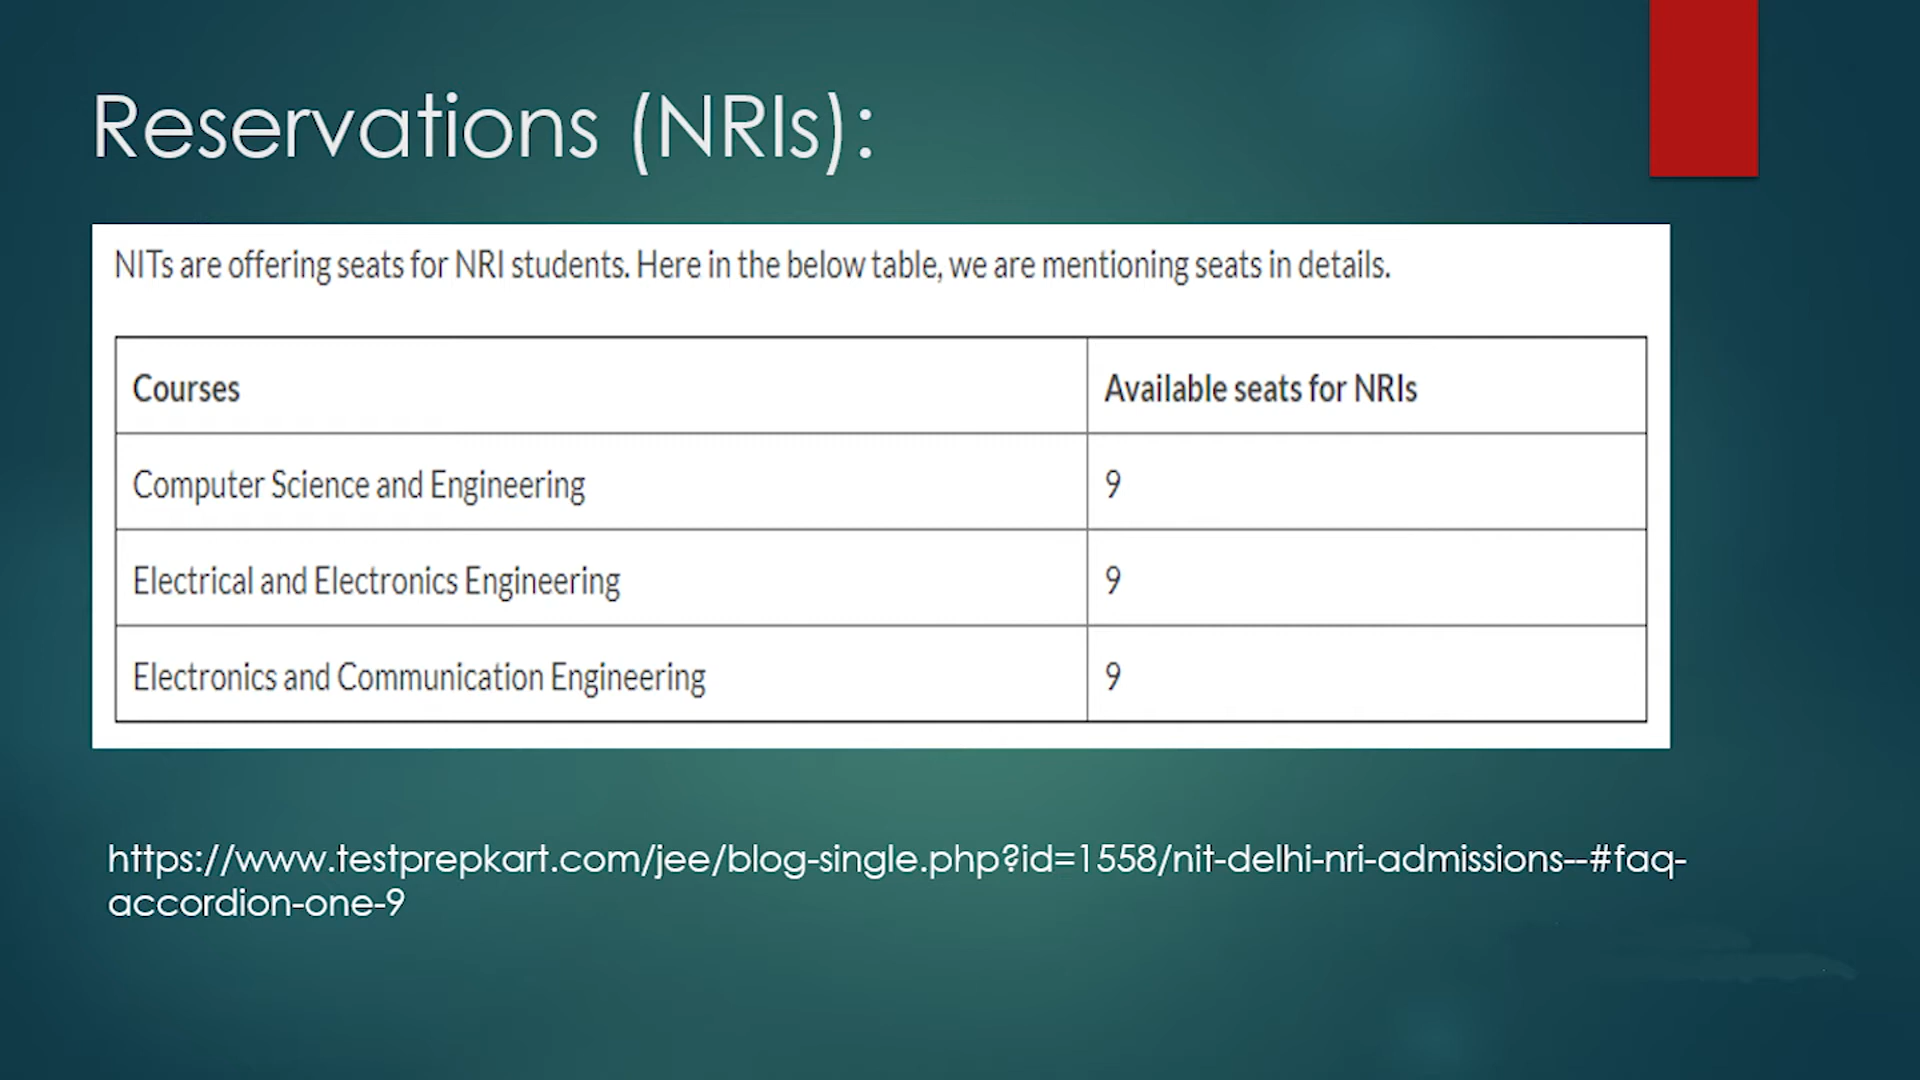 Reservations (NRIs):
NITs are offering seats for NRI students. Here in the below table, we are mentioning seats in details.
Courses Available seats for NRIs
Computer Science and Engineering 9
Electrical and Electronics Engineering 9
Electronics and Communication Engineering 9
https://www.testprepkart.com/jee/blog-single.php?id=1558/nit-delhi-nri-admissions--#faq-
accordion-one-9